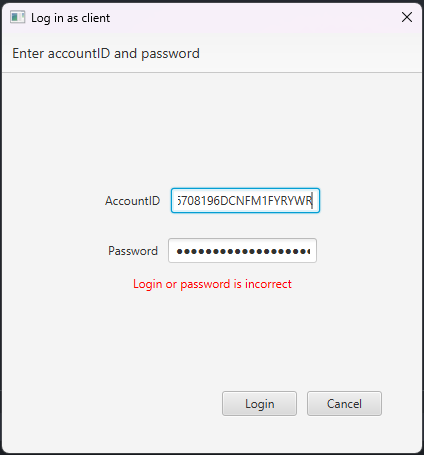 Log in as client
Enter accountID and password
AccountID 5708196DCNFM1FYRYWR
Password ●●●●●●●●●●●●●●●●●●●
Login or password is incorrect
Login Cancel